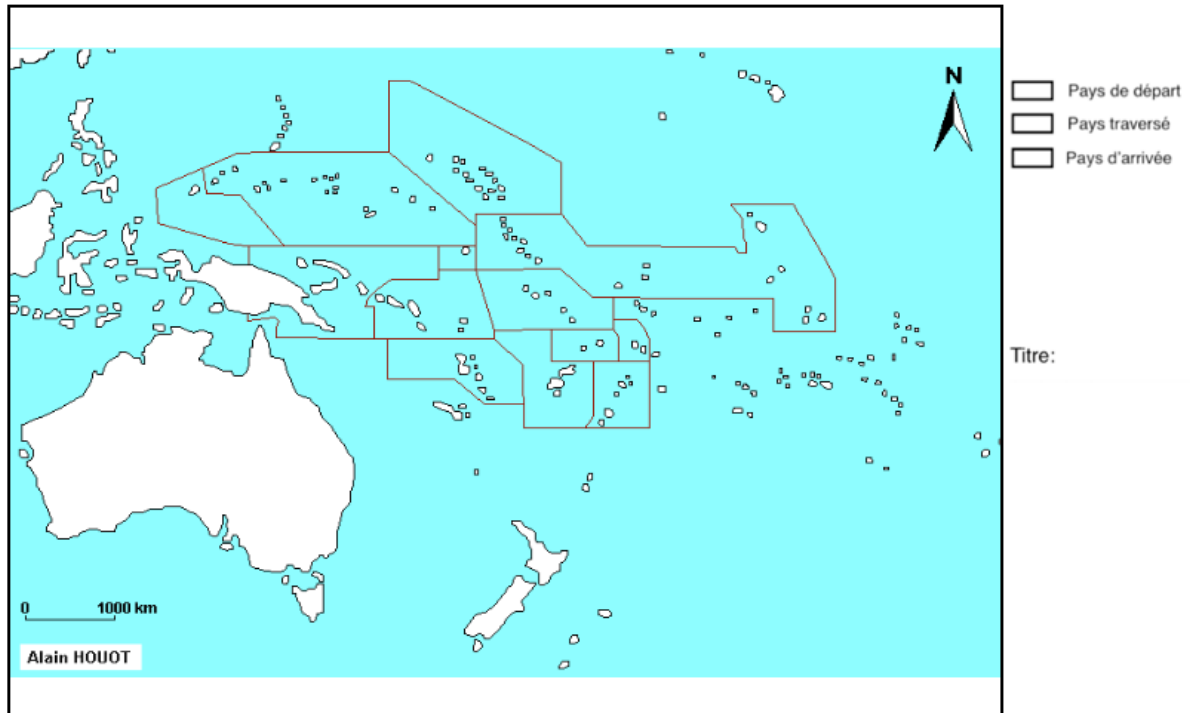 N
Pays de départ
Pays traversé
Pays d'arrivée
Titre:
0 1000 km
Alain HOUOT